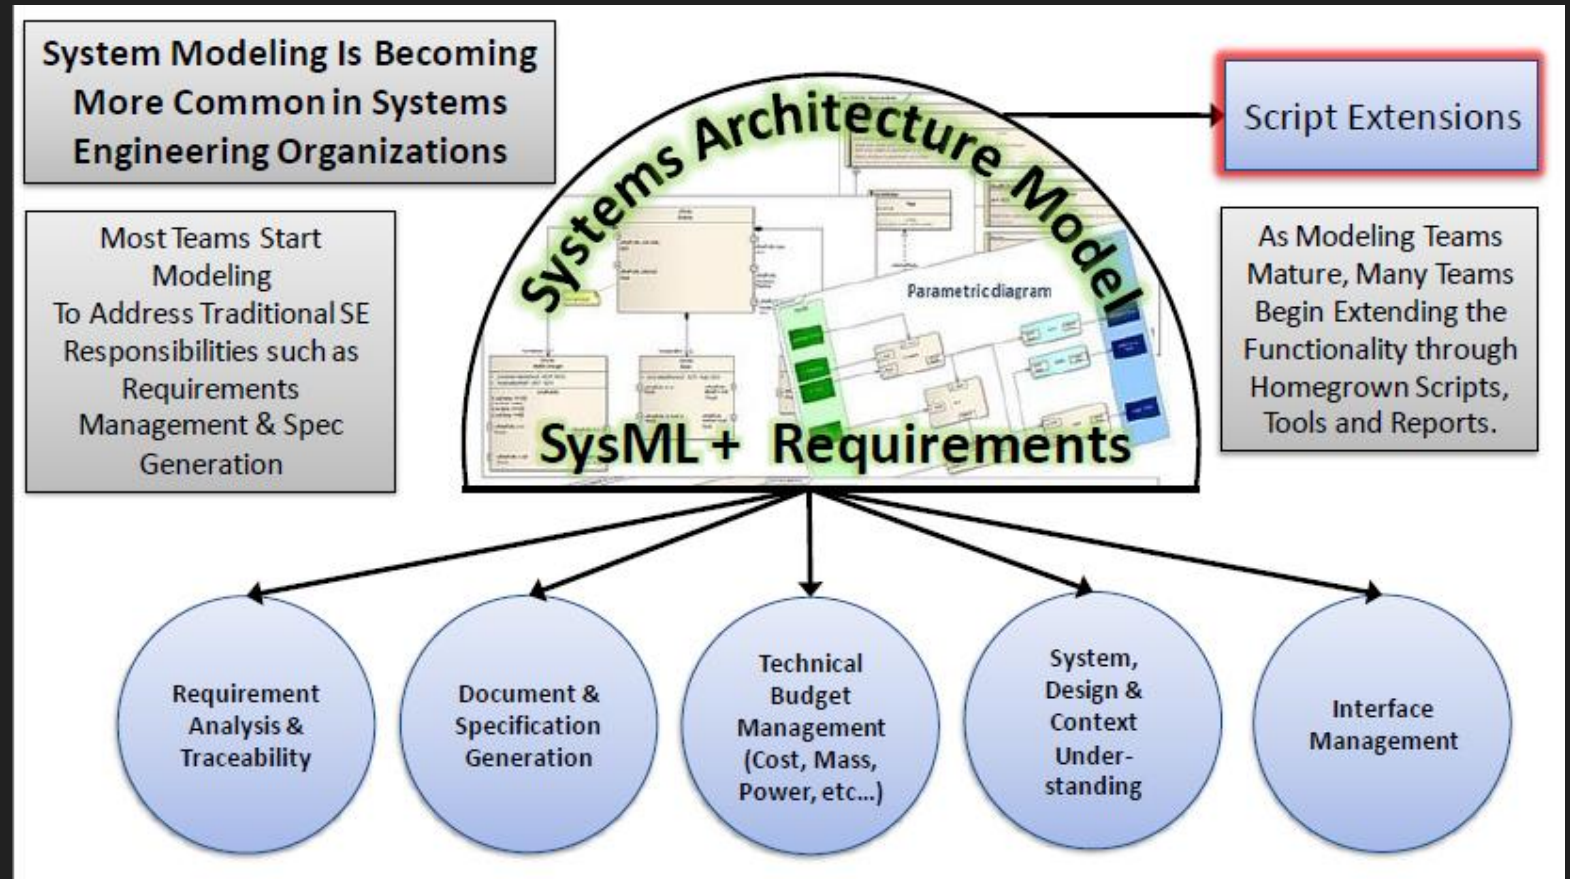 System Modeling Is Becoming
More Common in Systems
Engineering Organizations
Most Teams Start
Modeling
To Address Traditional SE
Responsibilities such as
Requirements
Management & Spec
Generation
Systems Architecture Model
Parametric diagram
SysML + Requirements
Script Extensions
As Modeling Teams
Mature, Many Teams
Begin Extending the
Functionality through
Homegrown Scripts,
Tools and Reports.
Requirement
Analysis &
Traceability
Document &
Specification
Generation
Technical
Budget
Management
(Cost, Mass,
Power, etc...)
System,
Design &
Context
Under-
standing
Interface
Management